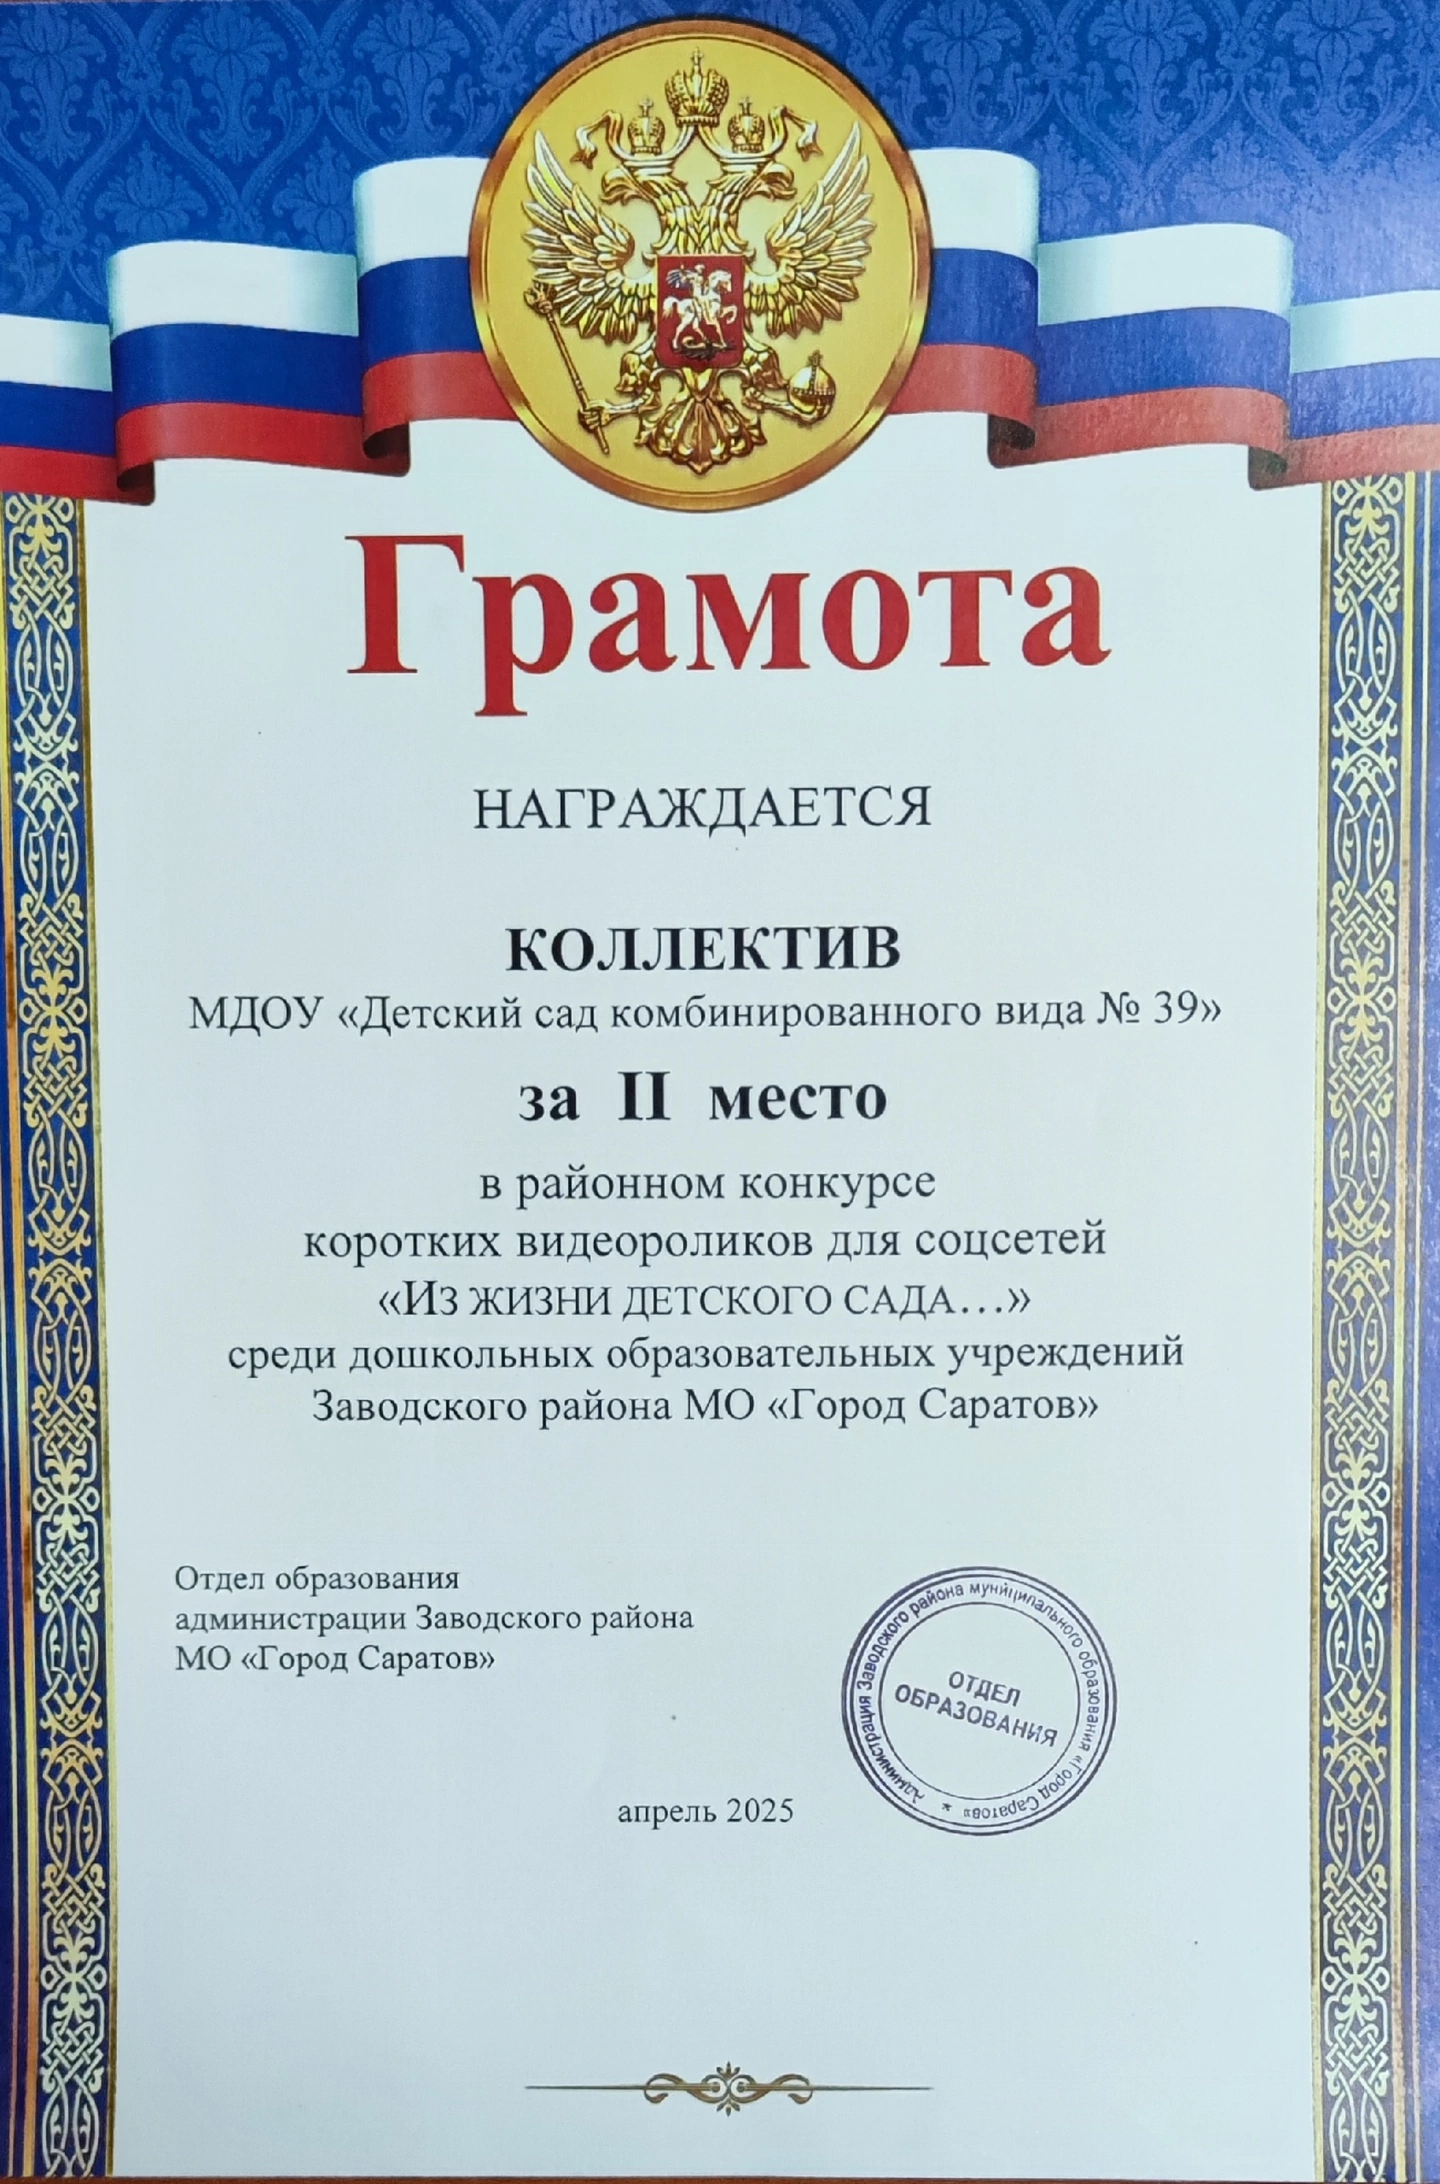 Грамота
НАГРАЖДАЕТСЯ
КОЛЛЕКТИВ
МДОУ «Детский сад комбинированного вида № 39»
за II место
в районном конкурсе
коротких видеороликов для соцсетей
«Из жизни детского сада...»
среди дошкольных образовательных учреждений
Заводского района МО «Город Саратов»
Отдел образования
администрации Заводского района
МО «Город Саратов»
Администрация Заводского района муниципального образования «Город Саратов» *
ОТДЕЛ
ОБРАЗОВАНИЯ
апрель 2025